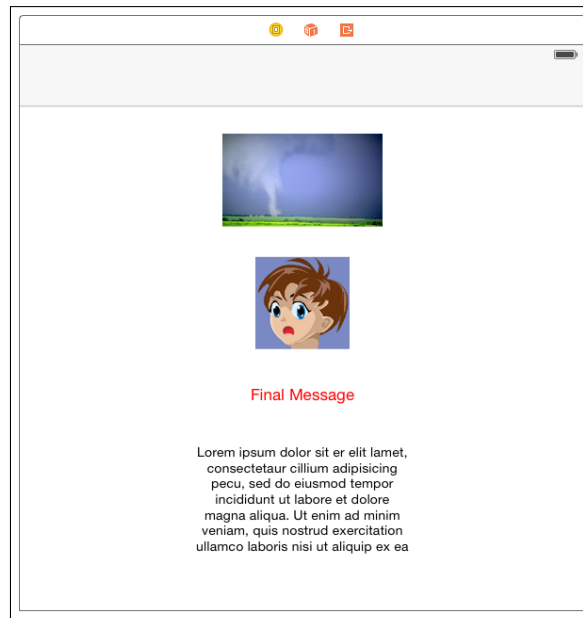 Final Message
Lorem ipsum dolor sit er elit lamet,
consectetaur cillium adipisicing
pecu, sed do eiusmod tempor
incididunt ut labore et dolore
magna aliqua. Ut enim ad minim
veniam, quis nostrud exercitation
ullamco laboris nisi ut aliquip ex ea